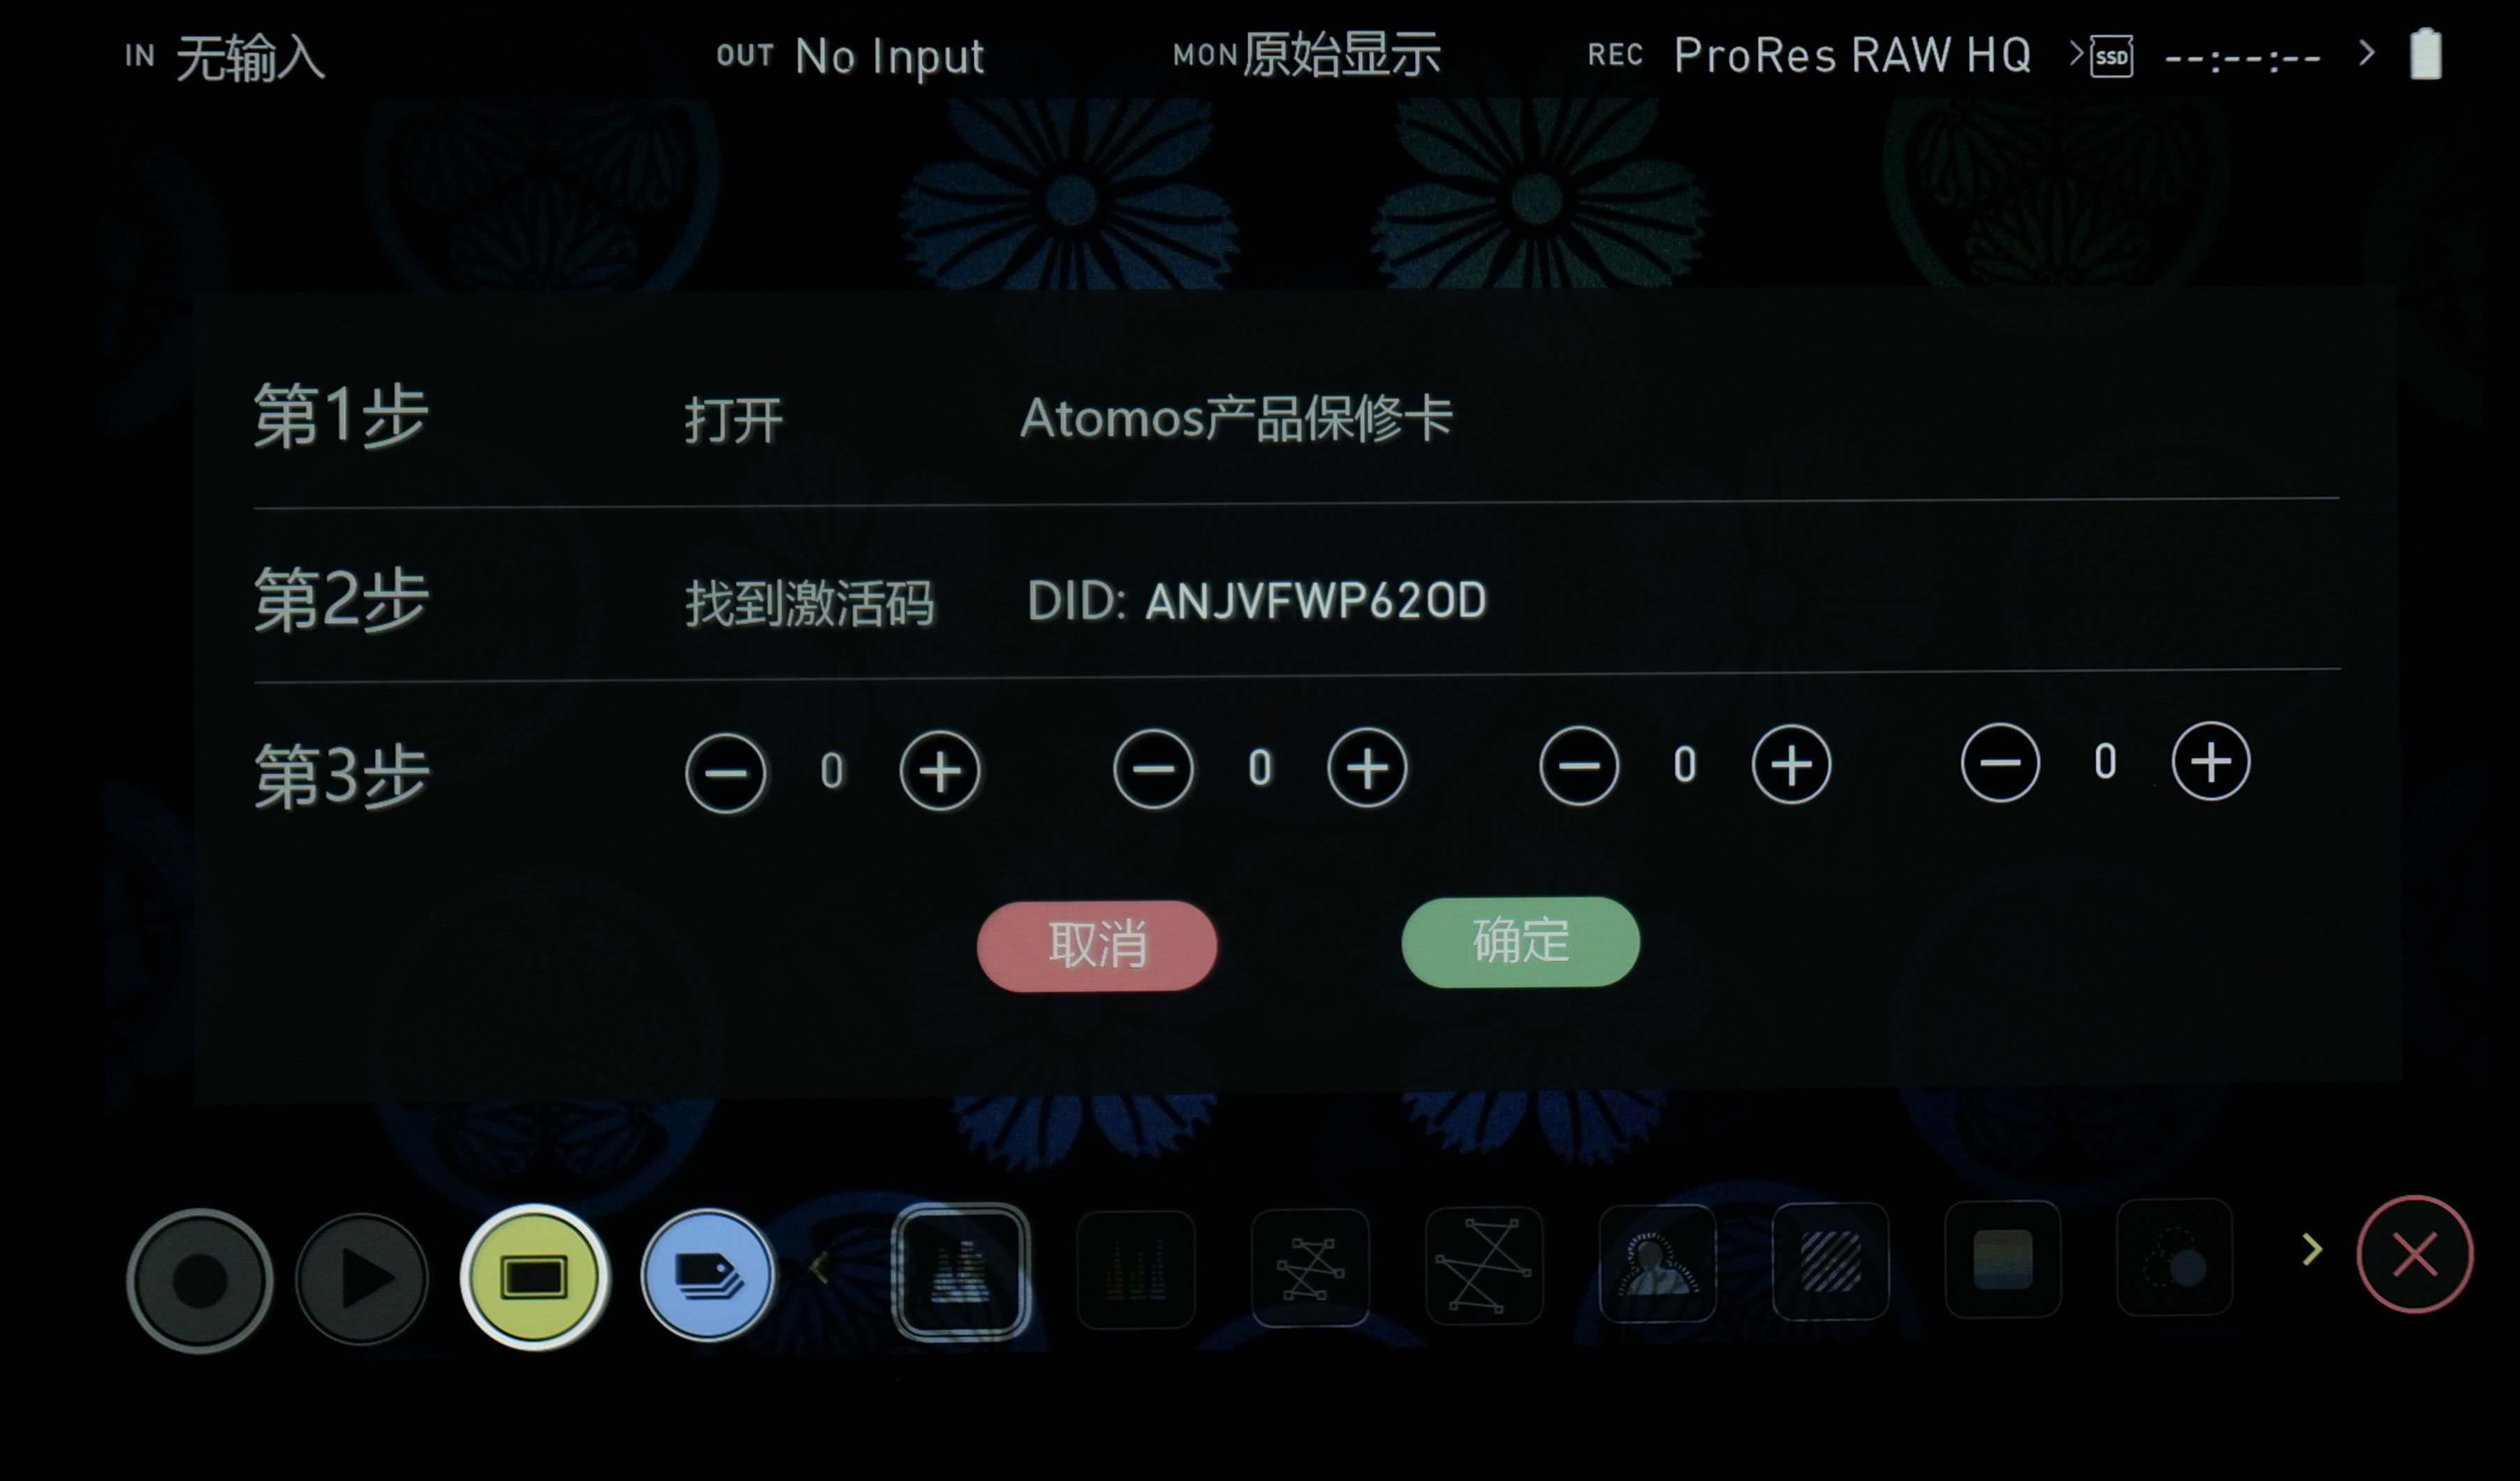 IN 无输入 OUT No Input MON 原始显示 REC ProRes RAW HQ SSD --:--:--
第1步 打开 Atomos产品保修卡
第2步 找到激活码 DID: ANJVFWP62OD
第3步 0 0 0 0
取消 确定